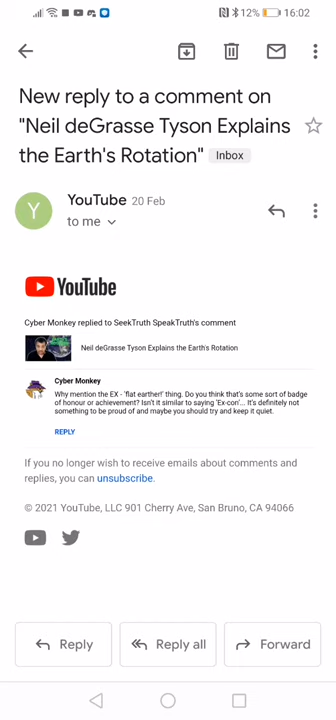 12% 16:02
New reply to a comment on
"Neil deGrasse Tyson Explains
the Earth's Rotation" Inbox
Y
YouTube 20 Feb
to me
YouTube
Cyber Monkey replied to SeekTruth SpeakTruth's comment
Neil deGrasse Tyson Explains the Earth's Rotation
Cyber Monkey
Why mention the EX - 'flat earther!' thing. Do you think that's some sort of badge
of honour or achievement? Isn't it similar to saying 'Ex-con'... It's definitely not
something to be proud of and maybe you should try and keep it quiet.
REPLY
If you no longer wish to receive emails about comments and
replies, you can unsubscribe.
© 2021 YouTube, LLC 901 Cherry Ave, San Bruno, CA 94066
Reply Reply all Forward